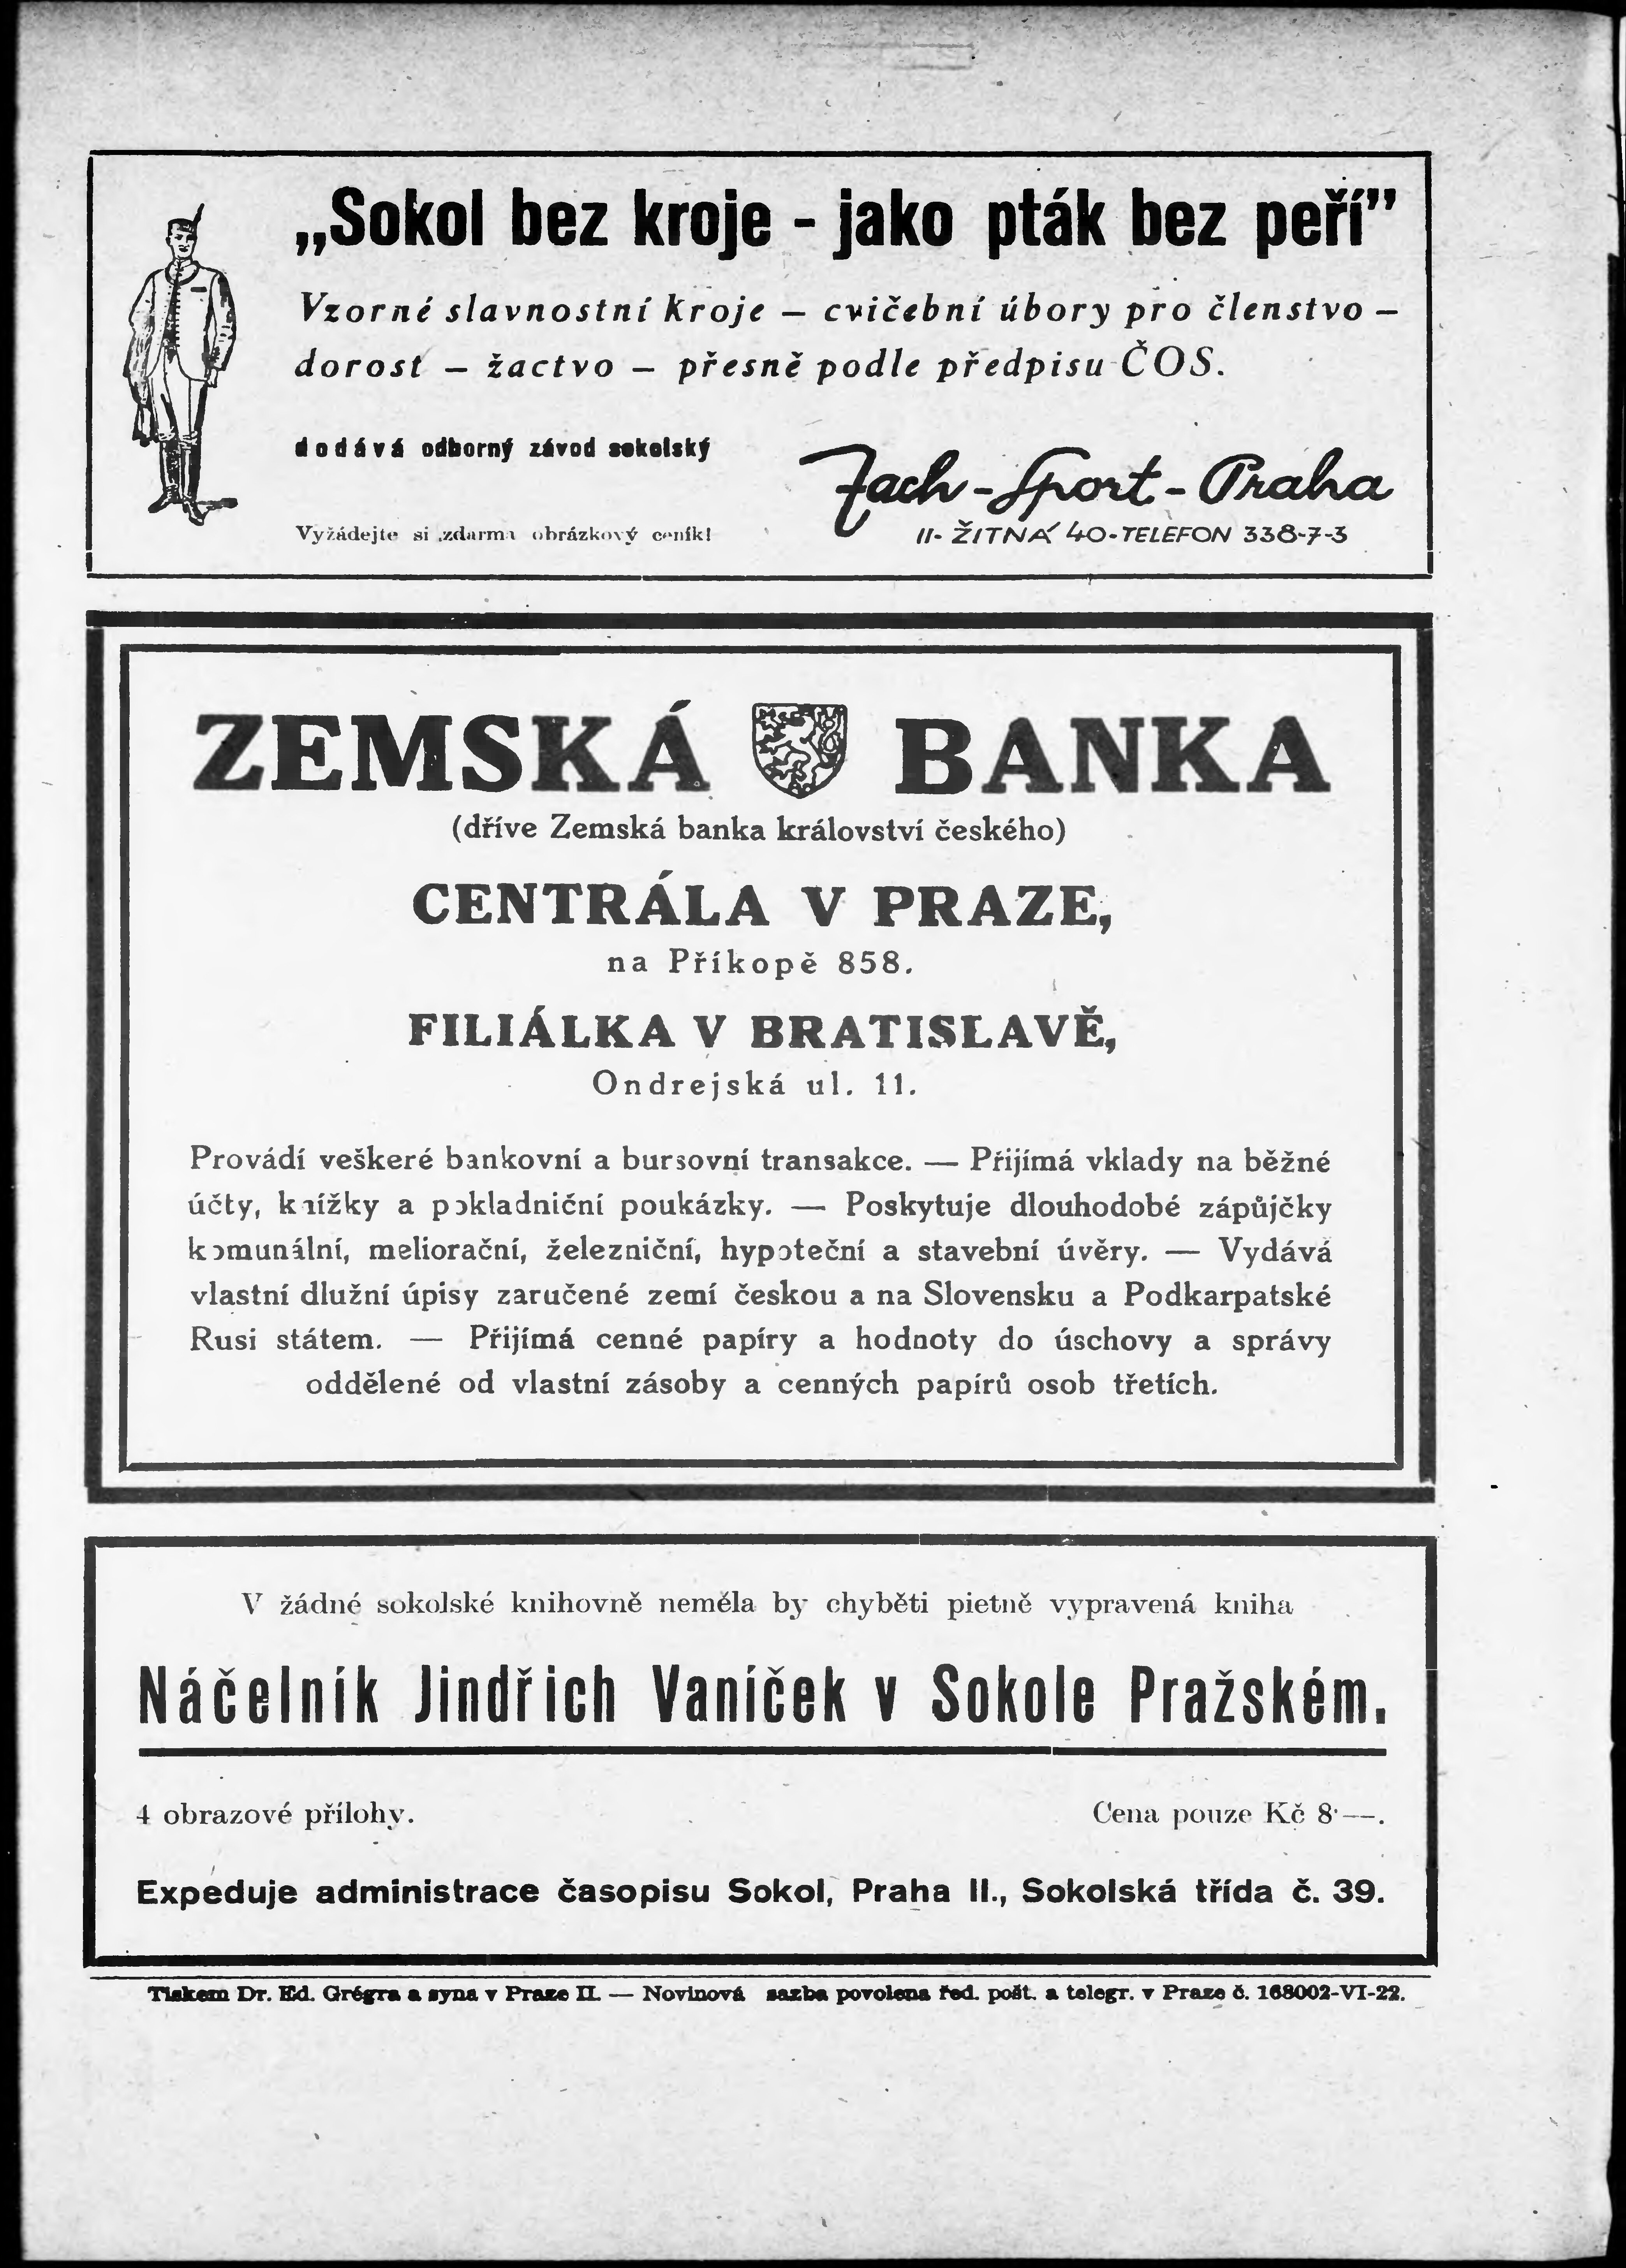 „Sokol bez kroje - jako pták bez peří”
Vzorné slavnostní kroje — cvičební úbory pro členstvo —
dorost — žactvo — přesně podle předpisu ČOS.
dodává odborný závod sokolský
Zach-Sport-Praha
Vyžádejte si zdarma obrázkový ceník!
II- ŽITNÁ 40-TELEFON 338-7-3
ZEMSKÁ BANKA
(dříve Zemská banka království českého)
CENTRÁLA V PRAZE,
na Příkopě 858.
FILIÁLKA V BRATISLAVĚ,
Ondrejská ul. 11.
Provádí veškeré bankovní a bursovní transakce. — Přijímá vklady na běžné
účty, knížky a pokladniční poukázky. — Poskytuje dlouhodobé zápůjčky
komunální, meliorační, železniční, hypoteční a stavební úvěry. — Vydává
vlastní dlužní úpisy zaručené zemí českou a na Slovensku a Podkarpatské
Rusi státem. — Přijímá cenné papíry a hodnoty do úschovy a správy
oddělené od vlastní zásoby a cenných papírů osob třetích.
V žádné sokolské knihovně neměla by chyběti pietně vypravená kniha
Náčelník Jindřich Vaníček v Sokole Pražském.
4 obrazové přílohy. Cena pouze Kč 8·—.
Expeduje administrace časopisu Sokol, Praha II., Sokolská třída č. 39.
Tiskem Dr. Ed. Grégra a syna v Praze II. — Novinová sazba povolena řed. pošt. a telegr. v Praze č. 168002-VI-22.